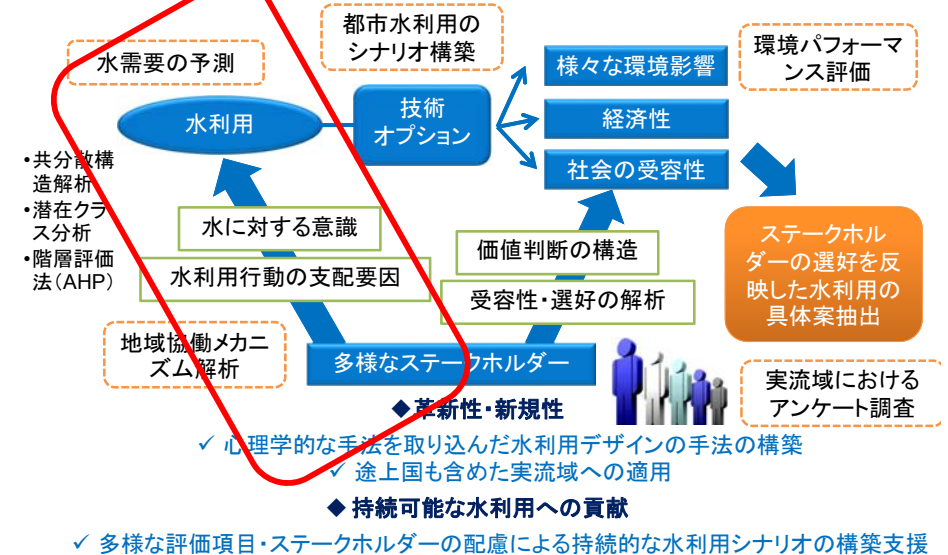 都市水利用の
シナリオ構築
水需要の予測
様々な環境影響
環境パフォーマ
ンス評価
水利用
技術
オプション
経済性
社会の受容性
•共分散構
造解析
•潜在クラ
ス分析
•階層評価
法(AHP)
水に対する意識
水利用行動の支配要因
価値判断の構造
受容性・選好の解析
ステークホル
ダーの選好を反
映した水利用の
具体案抽出
地域協働メカニ
ズム解析
多様なステークホルダー
実流域における
アンケート調査
◆革新性・新規性
✓ 心理学的な手法を取り込んだ水利用デザインの手法の構築
✓ 途上国も含めた実流域への適用
◆ 持続可能な水利用への貢献
✓ 多様な評価項目・ステークホルダーの配慮による持続的な水利用シナリオの構築支援